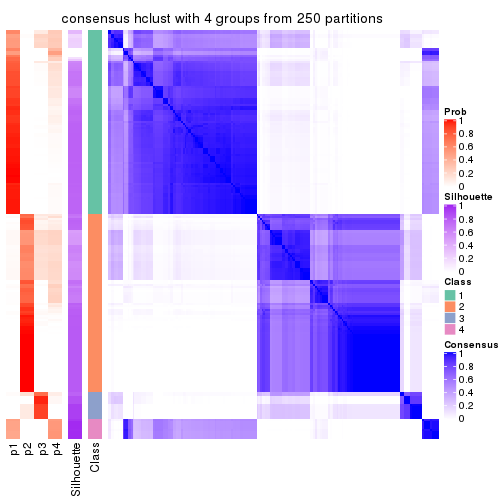 consensus hclust with 4 groups from 250 partitions
Prob
1
0.8
0.6
0.4
0.2
0
Silhouette
1
0.8
0.6
0.4
0.2
0
Class
1
2
3
4
Consensus
1
0.8
0.6
0.4
0.2
0
p1
p2
p3
p4
Silhouette
Class